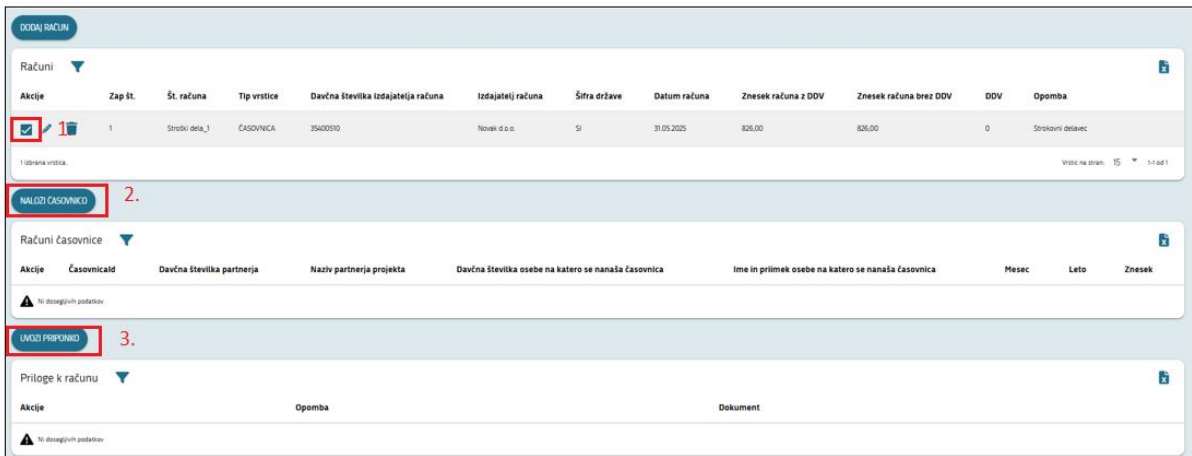 DODAJ RAČUN
Računi
Akcije Zap št. Št. računa Tip vrstice Davčna številka izdajatelja računa Izdajatelj računa Šifra države Datum računa Znesek računa z DDV Znesek računa brez DDV DDV Opomba
1 1 Stroški dela_1 ČASOVNICA 35400510 Novak d.o.o. SI 31.05.2025 826,00 826,00 0 Strokovni delavec
1 izbrana vrstica. Vrstic na stran: 15 1-1 od 1
NALOŽI ČASOVNICO 2.
Računi časovnice
Akcije ČasovnicaId Davčna številka partnerja Naziv partnerja projekta Davčna številka osebe na katero se nanaša časovnica Ime in priimek osebe na katero se nanaša časovnica Mesec Leto Znesek
Ni dosegljivih podatkov
UVOZI PRIPONKO 3.
Priloge k računu
Akcije Opomba Dokument
Ni dosegljivih podatkov